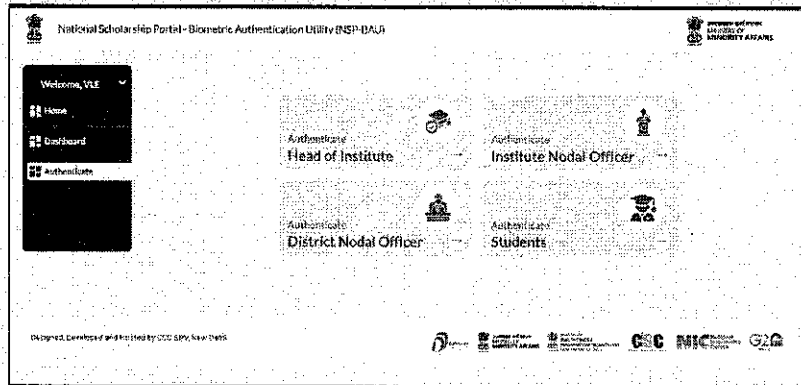 National Scholarship Portal - Biometric Authentication Utility (NSP-BAU)
MINISTRY OF
MINORITY AFFAIRS
Welcome, VLE
Home
Dashboard
Authenticate
Authenticate
Head of Institute
Authenticate
Institute Nodal Officer
Authenticate
District Nodal Officer
Authenticate
Students
Designed, Developed and Hosted by CSC SPV, New Delhi
MINORITY AFFAIRS
CSC
NIC